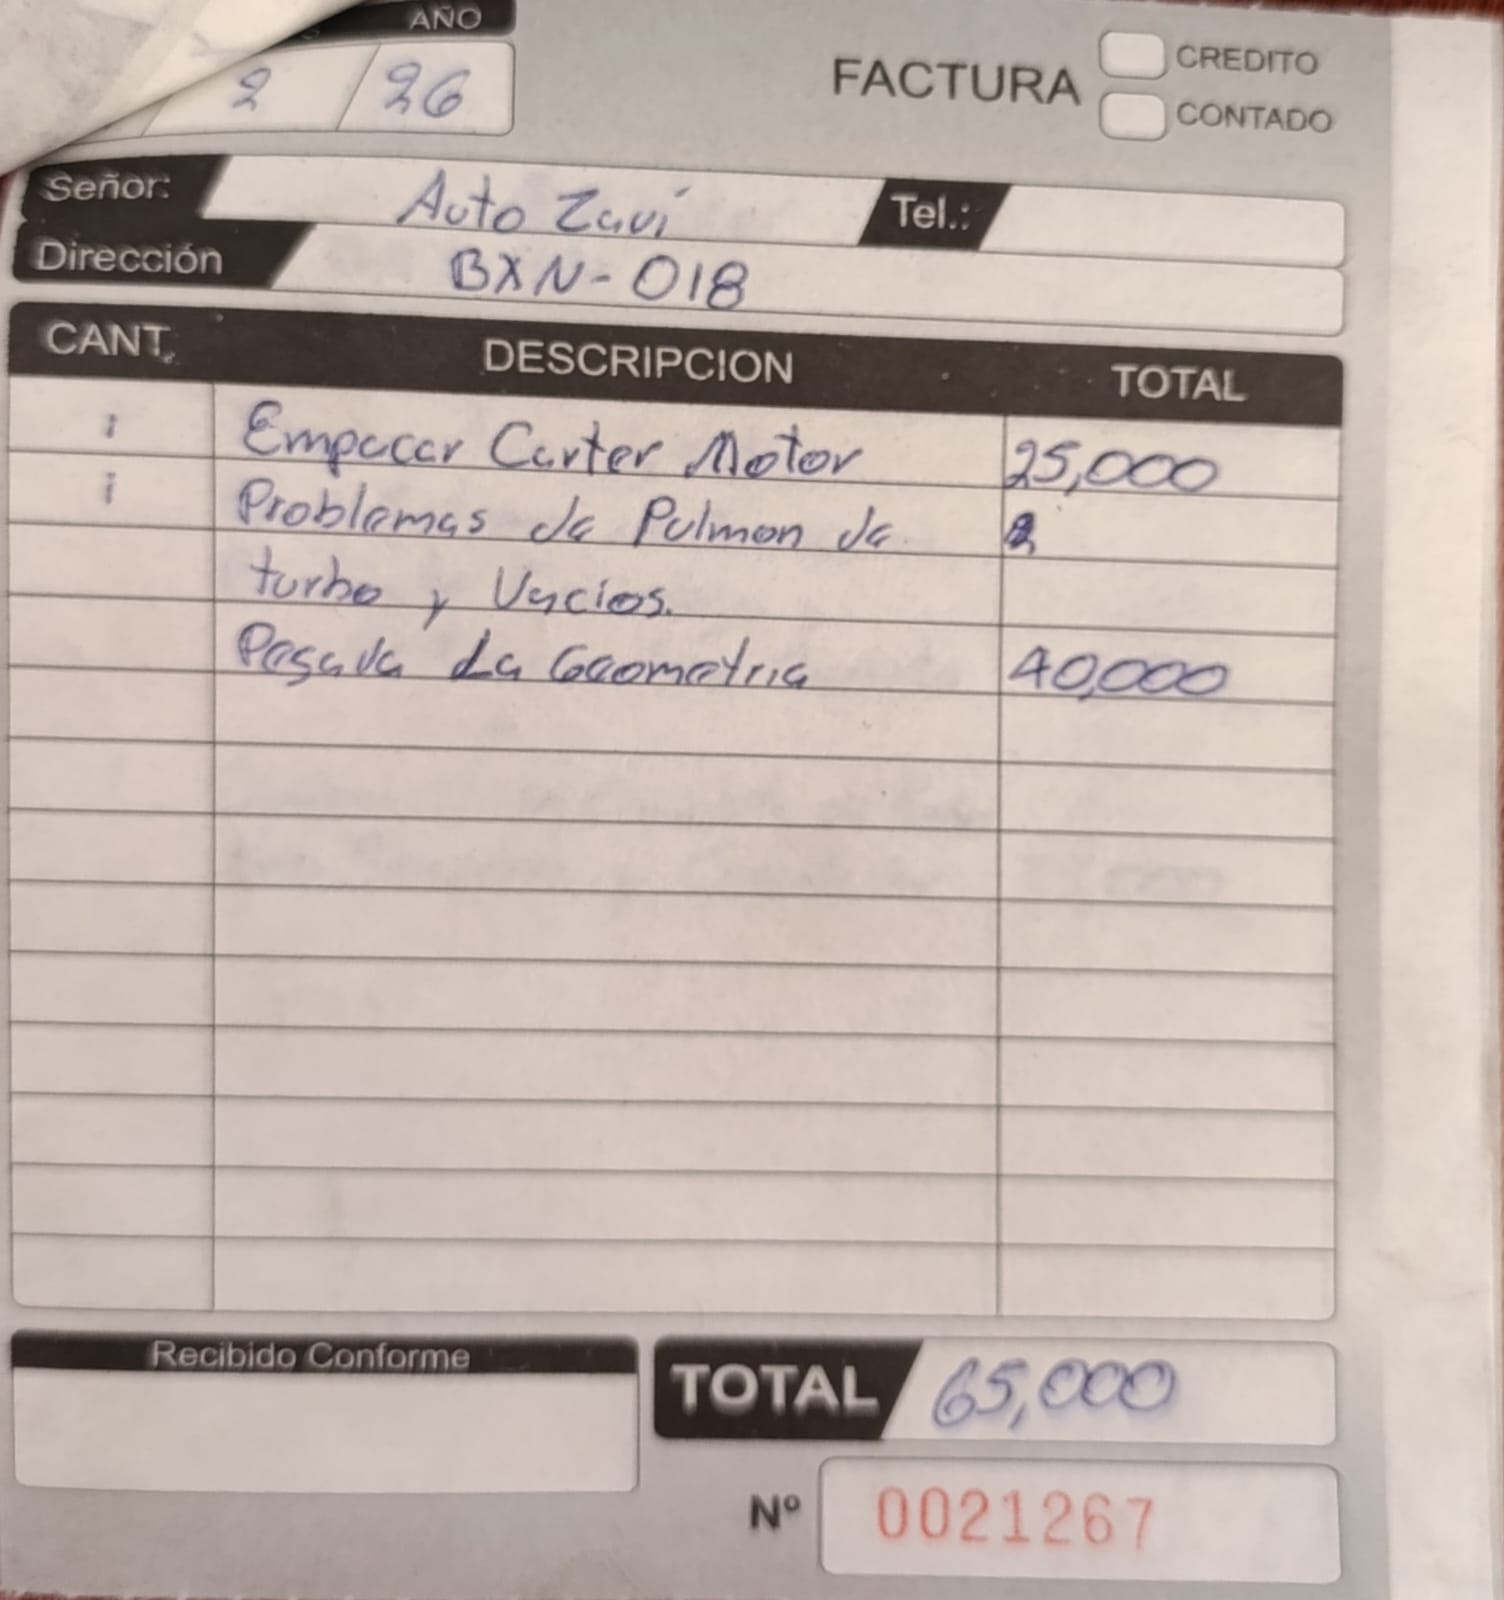 AÑO
2 / 26
FACTURA
CREDITO
CONTADO
Señor: Auto Zavi Tel.:
Dirección BXN-018
CANT. DESCRIPCION TOTAL
1 Empacar Carter Motor 25,000
1 Problemas de Pulmon de
turbo y Vacios.
Pegada La Geometria 40,000
Recibido Conforme
TOTAL 65,000
Nº 0021267